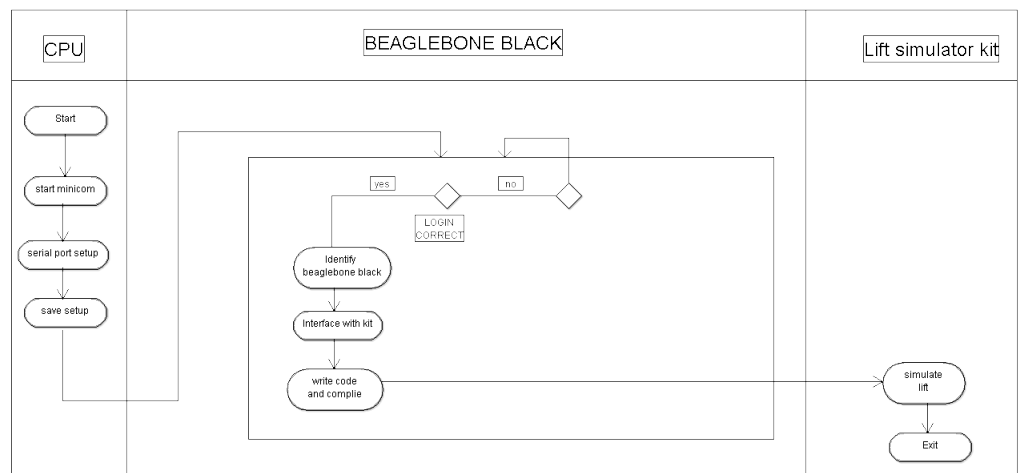 CPU
BEAGLEBONE BLACK
Lift simulator kit
Start
start minicom
serial port setup
save setup
yes
no
LOGIN
CORRECT
Identify
beaglebone black
Interface with kit
write code
and complie
simulate
lift
Exit